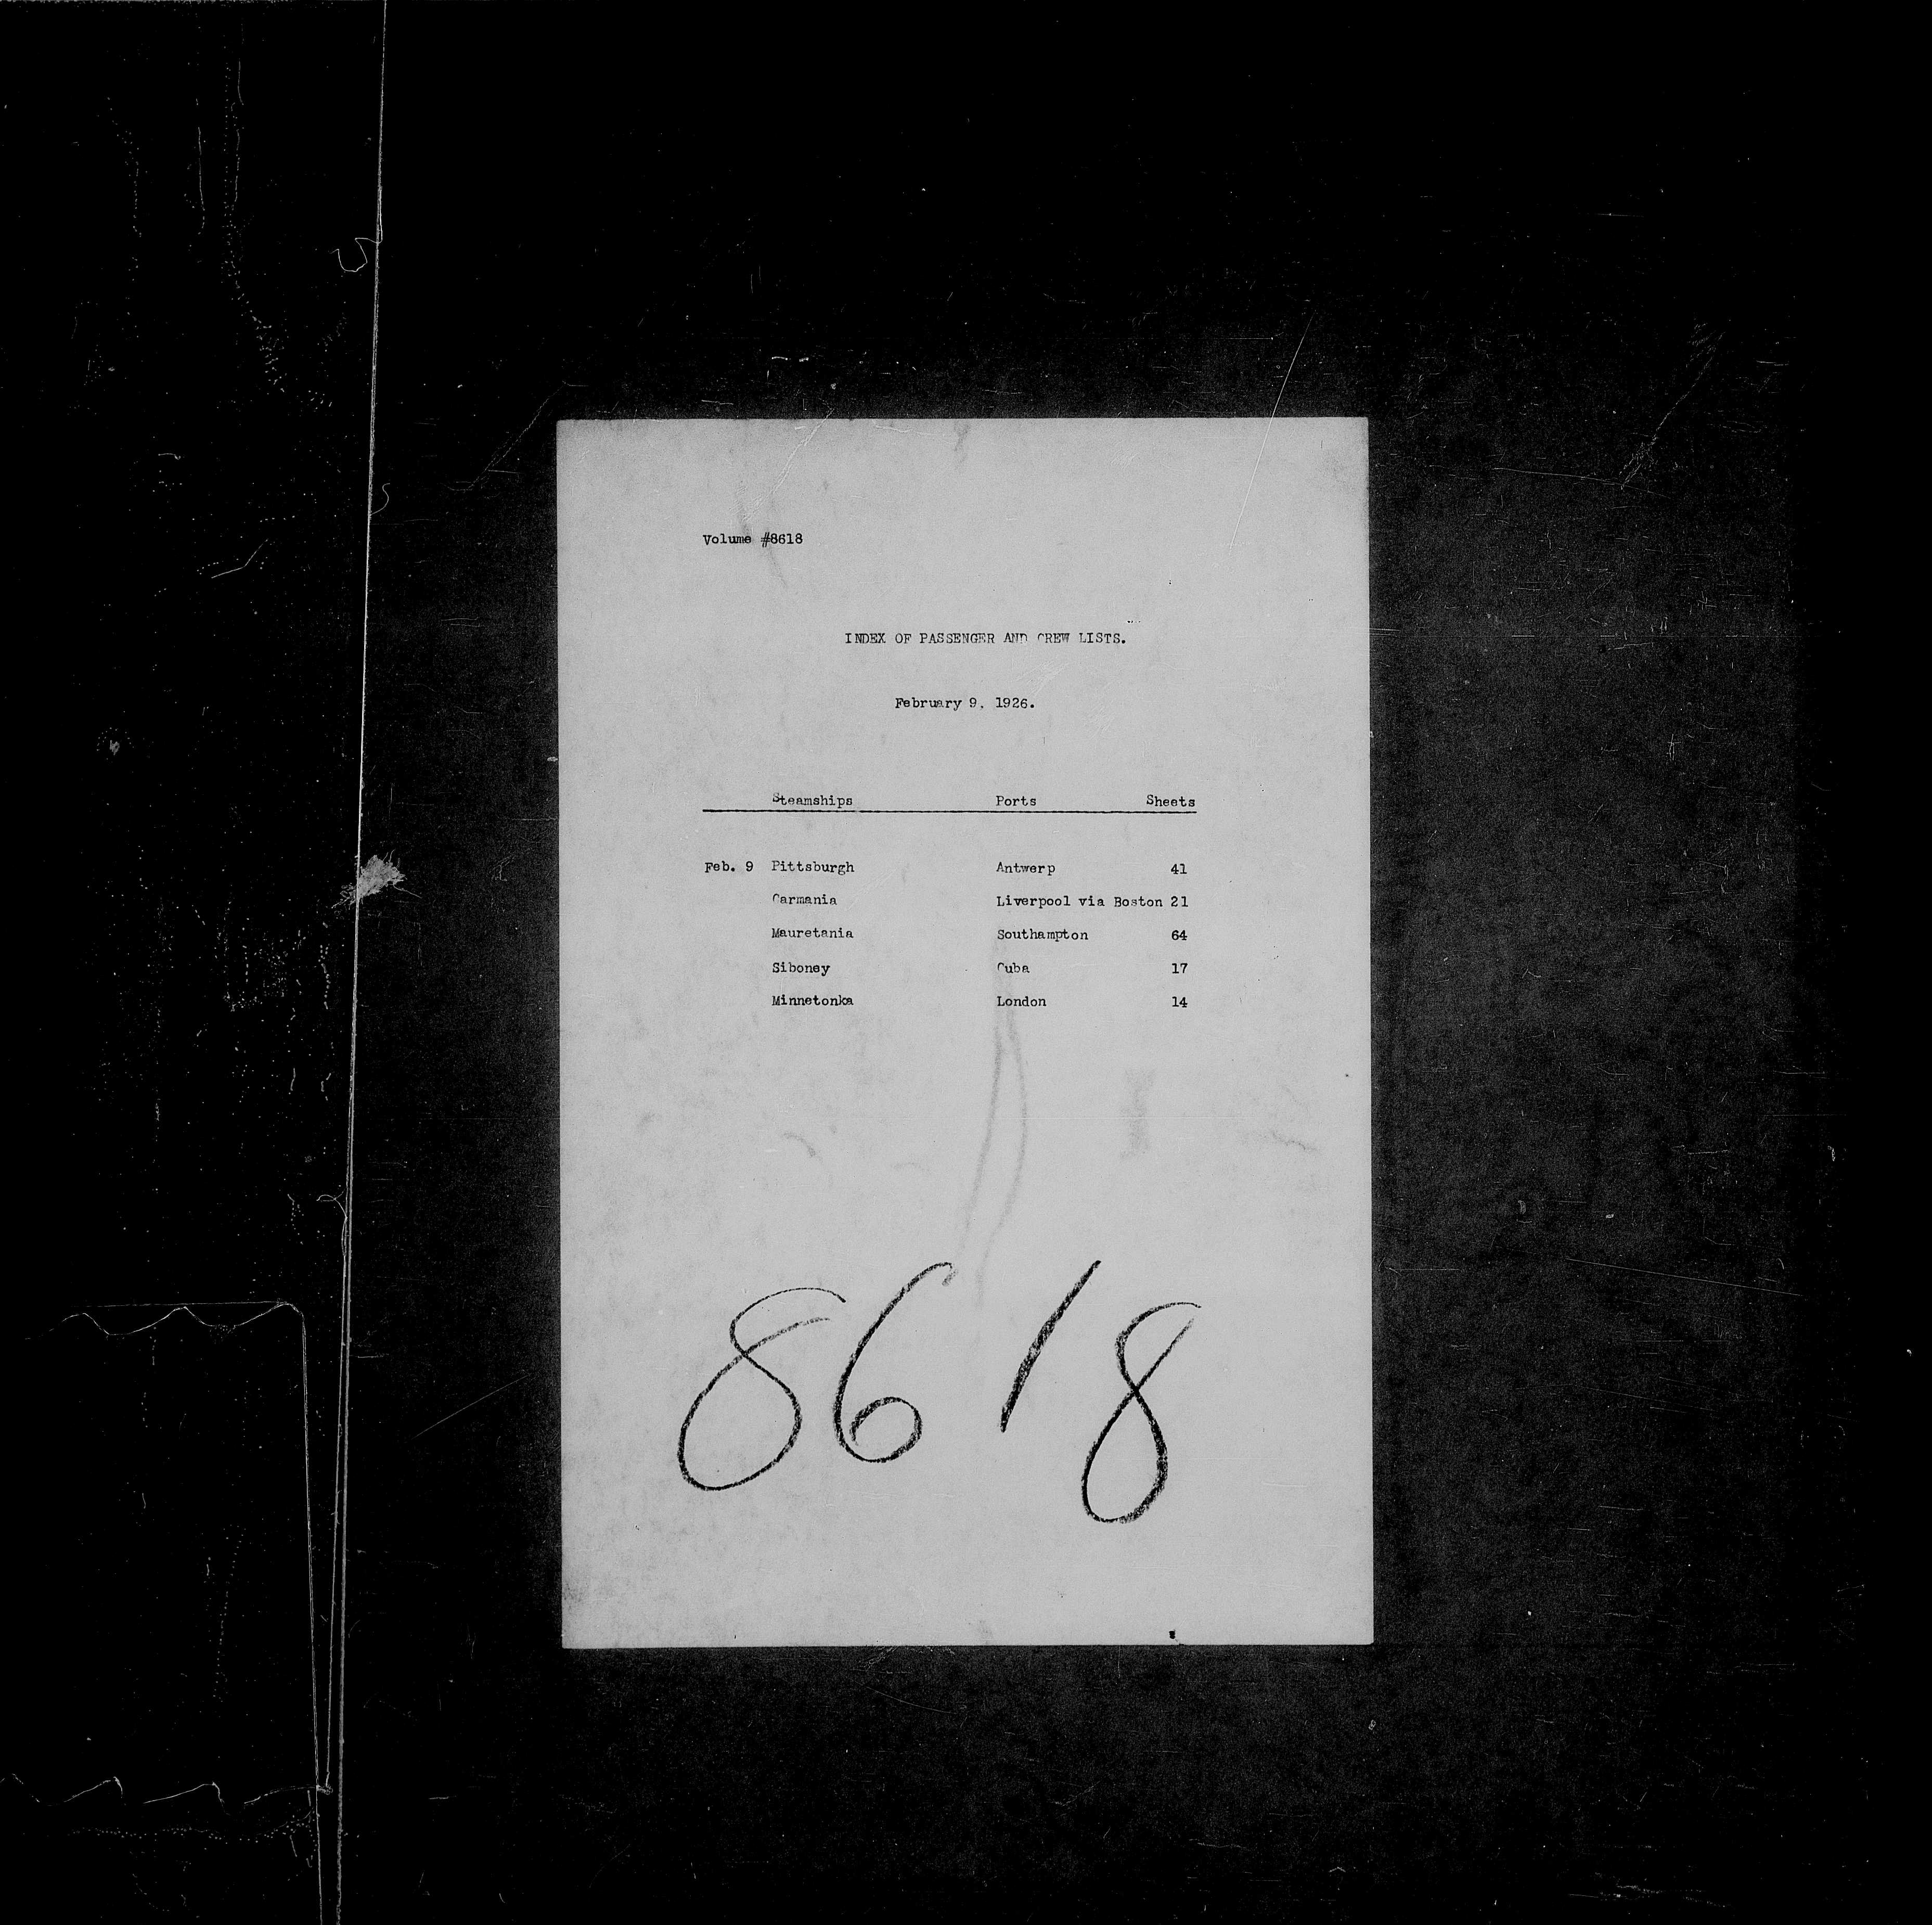 Volume #8618
INDEX OF PASSENGER AND CREW LISTS.
February 9, 1926.
Steamships Ports Sheets
Feb. 9 Pittsburgh Antwerp 41
Carmania Liverpool via Boston 21
Mauretania Southampton 64
Siboney Cuba 17
Minnetonka London 14
8618